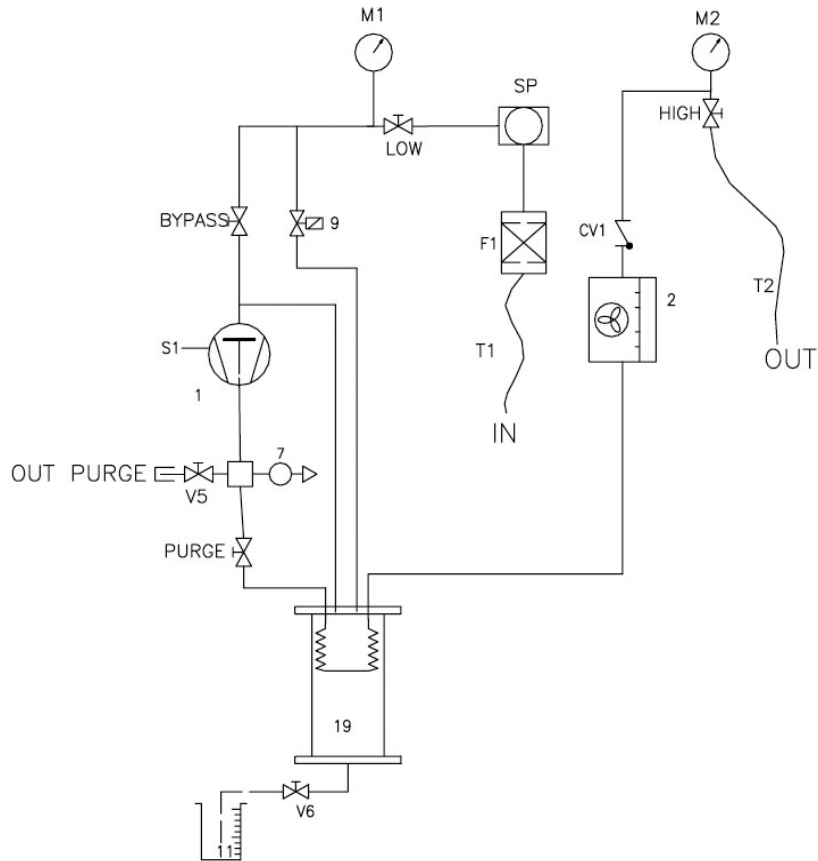 M1
M2
SP
HIGH
LOW
BYPASS
9
F1
CV1
2
T2
S1
T1
OUT
1
IN
7
OUT PURGE
V5
PURGE
19
V6
11